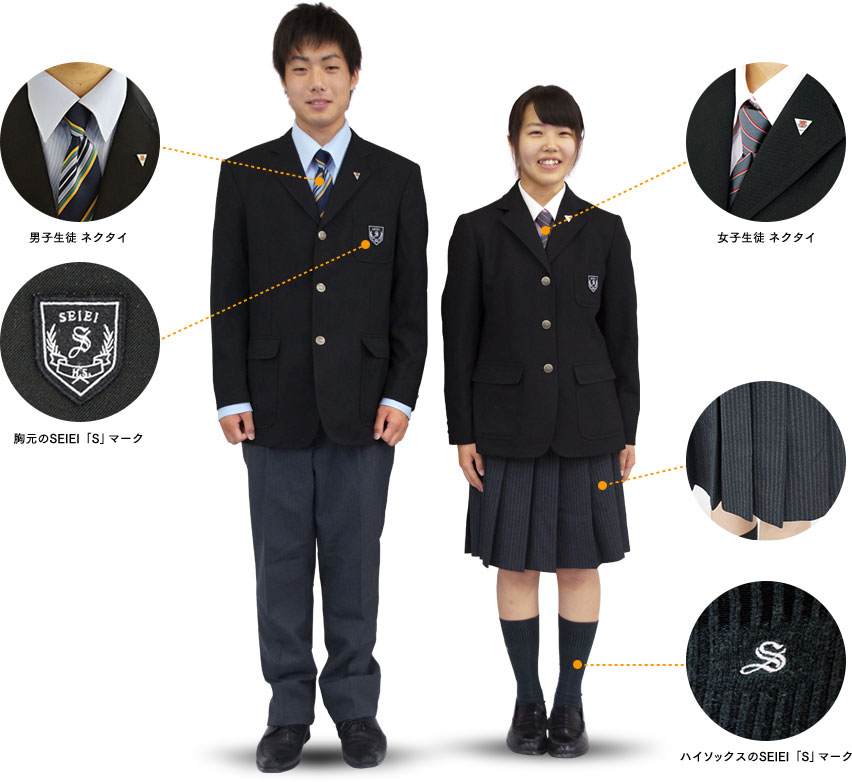 男子生徒 ネクタイ
女子生徒 ネクタイ
SEIEI
S
H.S.
胸元のSEIEI「S」マーク
S
ハイソックスのSEIEI「S」マーク